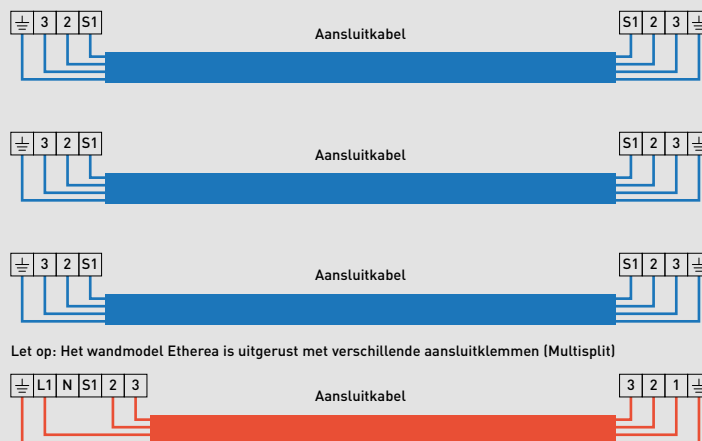 3 2 S1 Aansluitkabel S1 2 3
3 2 S1 Aansluitkabel S1 2 3
3 2 S1 Aansluitkabel S1 2 3
Let op: Het wandmodel Etherea is uitgerust met verschillende aansluitklemmen (Multisplit)
L1 N S1 2 3 Aansluitkabel 3 2 1